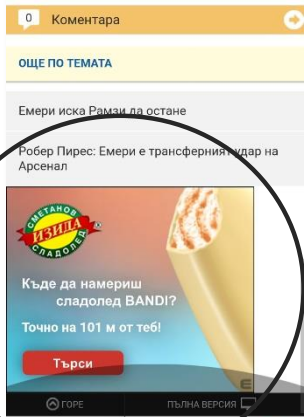 0 Коментара
ОЩЕ ПО ТЕМАТА
Емери иска Рамзи да остане
Робер Пирес: Емери е трансферният удар на
Арсенал
СМЕТАНОВ
ИЗИДА
СЛАДОЛЕД
Къде да намериш
сладолед BANDI?
Точно на 101 м от теб!
Търси
ГОРЕ ПЪЛНА ВЕРСИЯ